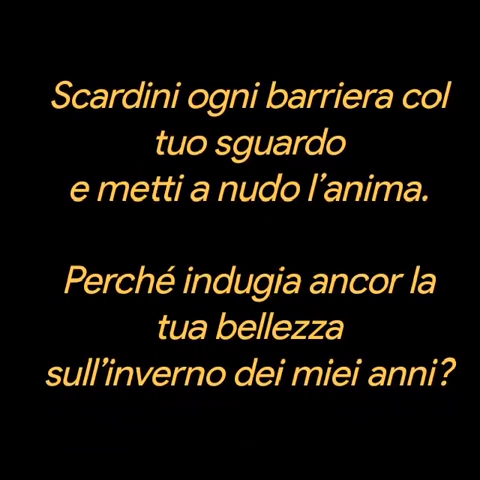 Scardini ogni barriera col
tuo sguardo
e metti a nudo l’anima.
Perché indugia ancor la
tua bellezza
sull’inverno dei miei anni?